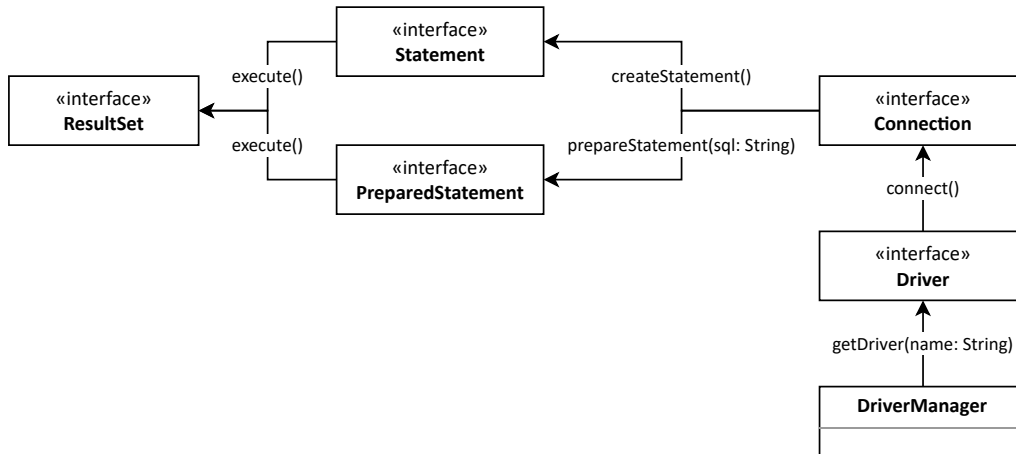 «interface»
Statement
execute()
createStatement()
«interface»
ResultSet
«interface»
Connection
execute()
prepareStatement(sql: String)
«interface»
PreparedStatement
connect()
«interface»
Driver
getDriver(name: String)
DriverManager